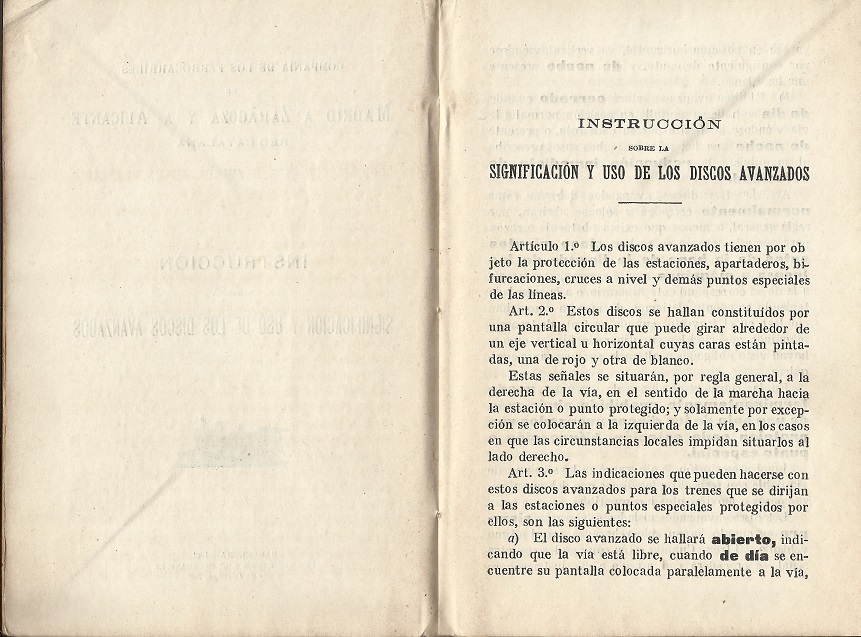 INSTRUCCIÓN
SOBRE LA
SIGNIFICACIÓN Y USO DE LOS DISCOS AVANZADOS
Artículo 1.º Los discos avanzados tienen por ob
jeto la protección de las estaciones, apartaderos, bi-
furcaciones, cruces a nivel y demás puntos especiales
de las líneas.
Art. 2.º Estos discos se hallan constituídos por
una pantalla circular que puede girar alrededor de
un eje vertical u horizontal cuyas caras están pinta-
das, una de rojo y otra de blanco.
Estas señales se situarán, por regla general, a la
derecha de la vía, en el sentido de la marcha hacia
la estación o punto protegido; y solamente por excep-
ción se colocarán a la izquierda de la vía, en los casos
en que las circunstancias locales impidan situarlos al
lado derecho.
Art. 3.º Las indicaciones que pueden hacerse con
estos discos avanzados para los trenes que se dirijan
a las estaciones o puntos especiales protegidos por
ellos, son las siguientes:
a) El disco avanzado se hallará abierto, indi-
cando que la vía está libre, cuando de día se en-
cuentre su pantalla colocada paralelamente a la vía,